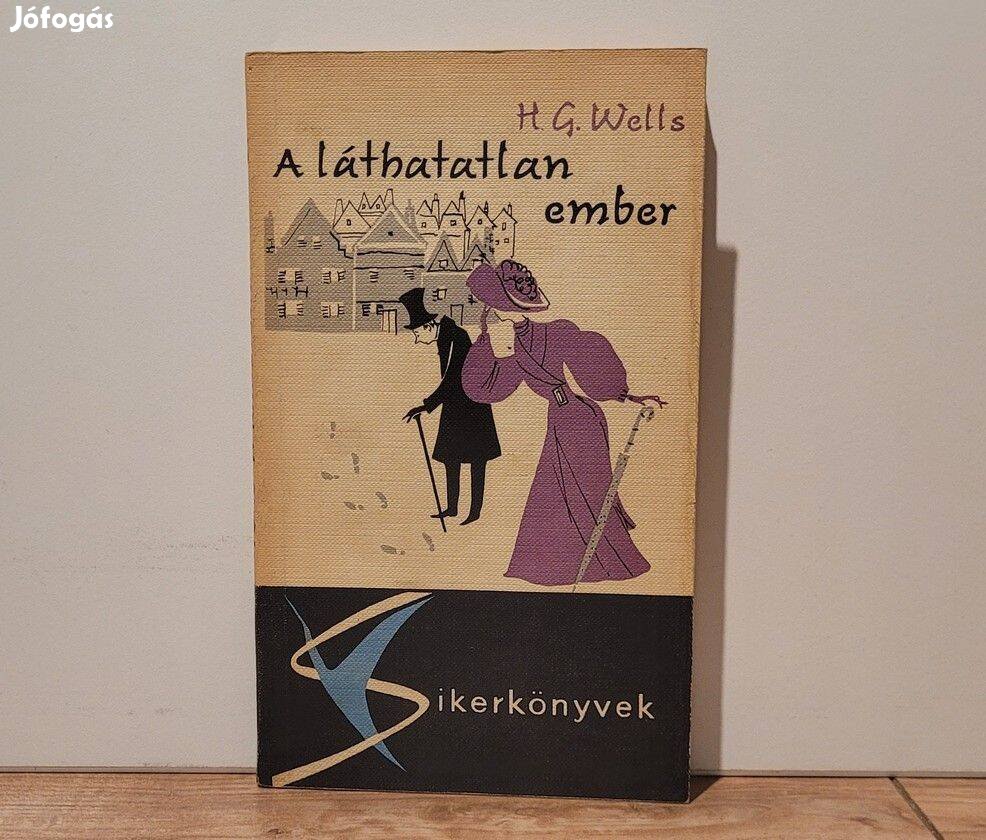 Jófogás
H. G. Wells
A láthatatlan
ember
Sikerkönyvek